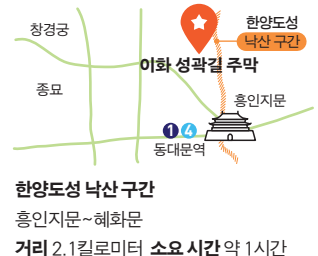 창경궁
한양도성
낙산 구간
이화 성곽길 주막
종묘
흥인지문
1 4
동대문역
한양도성 낙산 구간
흥인지문~혜화문
거리 2.1킬로미터 소요 시간 약 1시간